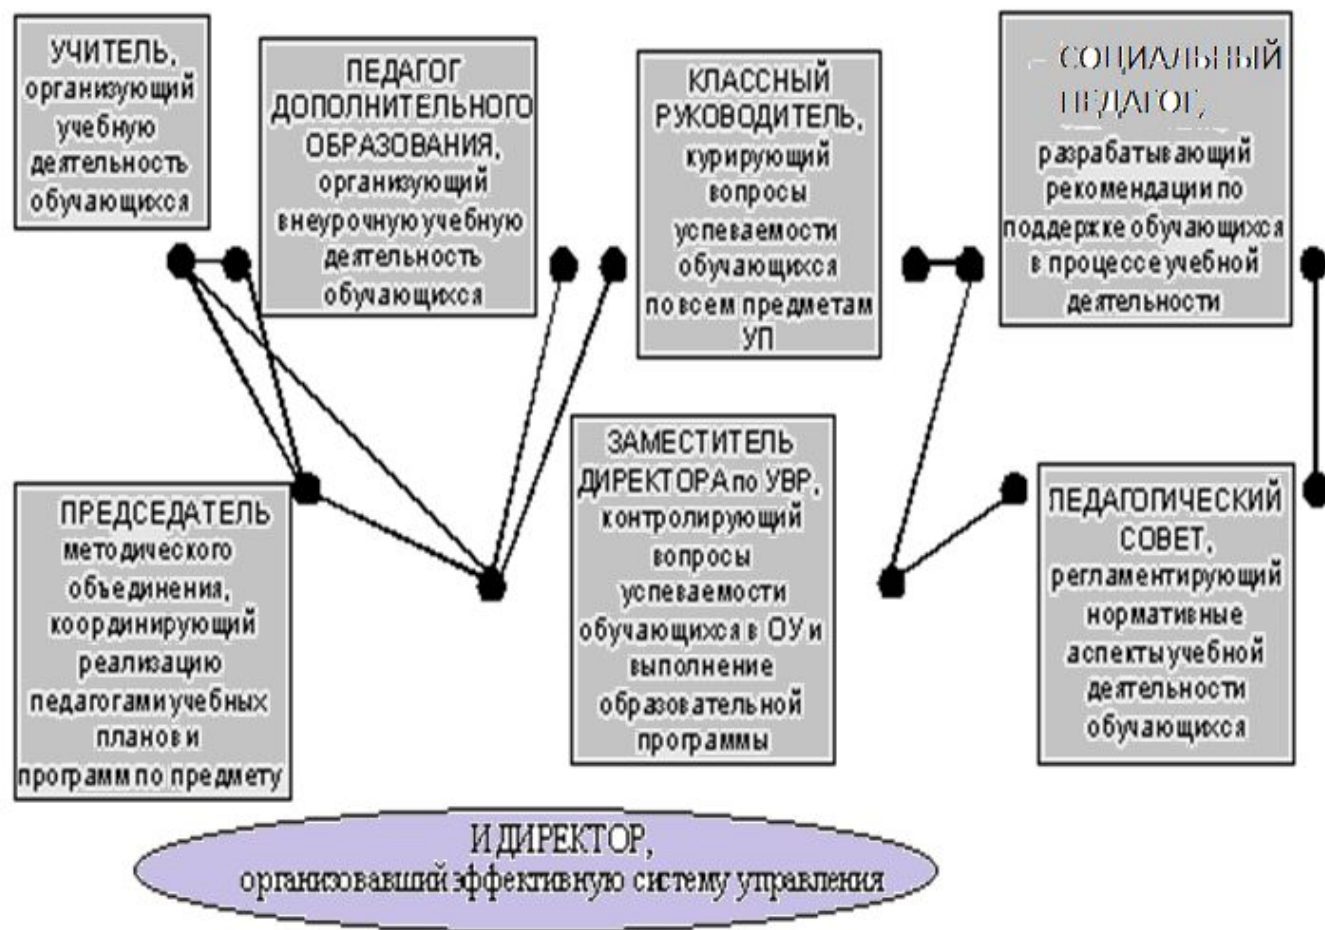 УЧИТЕЛЬ,
организующий
учебную
деятельность
обучающихся
ПЕДАГОГ
ДОПОЛНИТЕЛЬНОГО
ОБРАЗОВАНИЯ,
организующий
внеурочную учебную
деятельность
обучающихся
КЛАССНЫЙ
РУКОВОДИТЕЛЬ,
курирующий
вопросы
успеваемости
обучающихся
по всем предметам
УП
СОЦИАЛЬНЫЙ
ПЕДАГОГ,
разрабатывающий
рекомендации по
поддержке обучающихся
в процессе учебной
деятельности
ПРЕДСЕДАТЕЛЬ
методического
объединения,
координирующий
реализацию
педагогами учебных
планов и
программ по предмету
ЗАМЕСТИТЕЛЬ
ДИРЕКТОРА по УВР,
контролирующий
вопросы
успеваемости
обучающихся в ОУ и
выполнение
образовательной
программы
ПЕДАГОГИЧЕСКИЙ
СОВЕТ,
регламентирующий
нормативные
аспекты учебной
деятельности
обучающихся
И ДИРЕКТОР,
организовавший эффективную систему управления